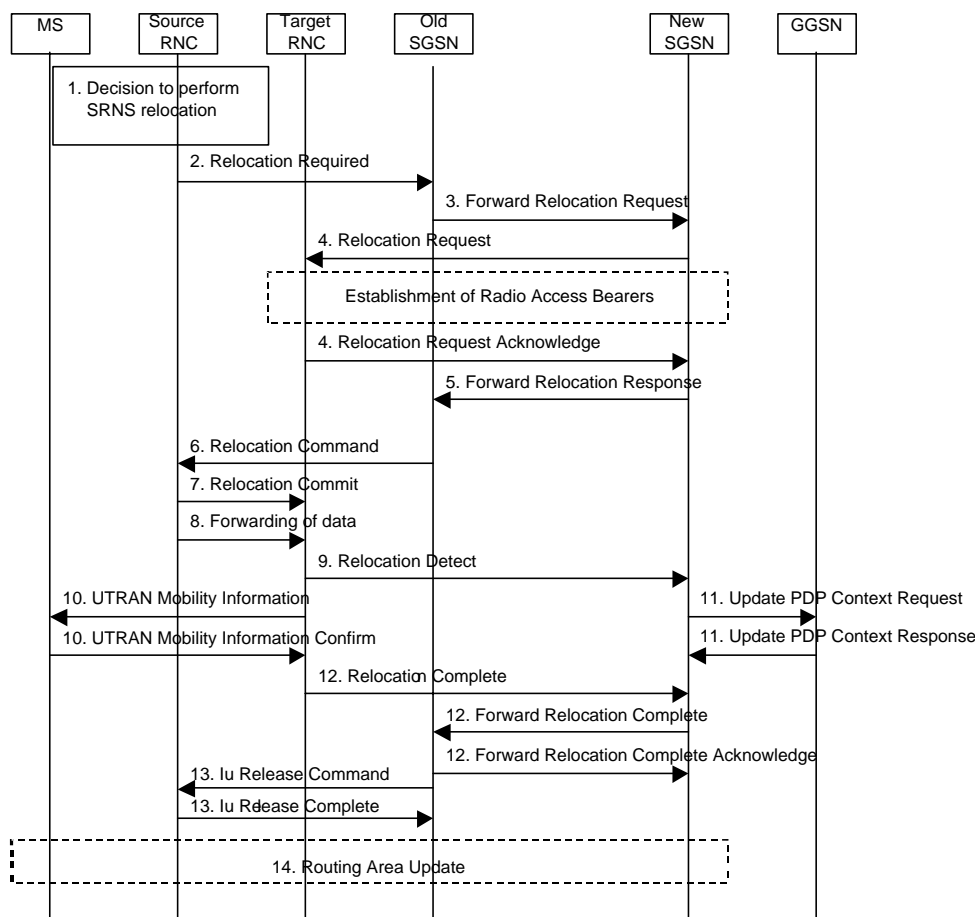 MS
Source
RNC
Target
RNC
Old
SGSN
New
SGSN
GGSN
1. Decision to perform
SRNS relocation
2. Relocation Required
3. Forward Relocation Request
4. Relocation Request
Establishment of Radio Access Bearers
4. Relocation Request Acknowledge
5. Forward Relocation Response
6. Relocation Command
7. Relocation Commit
8. Forwarding of data
9. Relocation Detect
10. UTRAN Mobility Information
11. Update PDP Context Request
10. UTRAN Mobility Information Confirm
11. Update PDP Context Response
12. Relocation Complete
12. Forward Relocation Complete
12. Forward Relocation Complete Acknowledge
13. Iu Release Command
13. Iu Release Complete
14. Routing Area Update